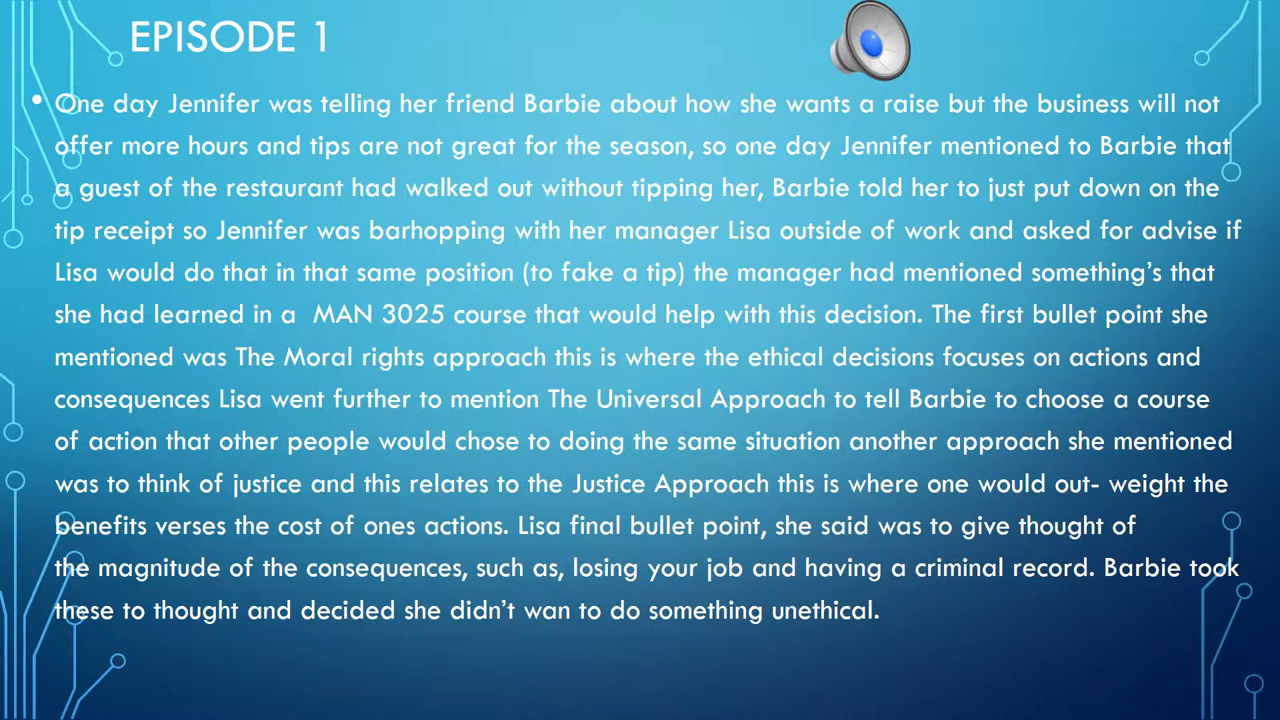 EPISODE 1
• One day Jennifer was telling her friend Barbie about how she wants a raise but the business will not
offer more hours and tips are not great for the season, so one day Jennifer mentioned to Barbie that
a guest of the restaurant had walked out without tipping her, Barbie told her to just put down on the
tip receipt so Jennifer was barhopping with her manager Lisa outside of work and asked for advise if
Lisa would do that in that same position (to fake a tip) the manager had mentioned something’s that
she had learned in a  MAN 3025 course that would help with this decision. The first bullet point she
mentioned was The Moral rights approach this is where the ethical decisions focuses on actions and
consequences Lisa went further to mention The Universal Approach to tell Barbie to choose a course
of action that other people would chose to doing the same situation another approach she mentioned
was to think of justice and this relates to the Justice Approach this is where one would out- weight the
benefits verses the cost of ones actions. Lisa final bullet point, she said was to give thought of
the magnitude of the consequences, such as, losing your job and having a criminal record. Barbie took
these to thought and decided she didn’t wan to do something unethical.